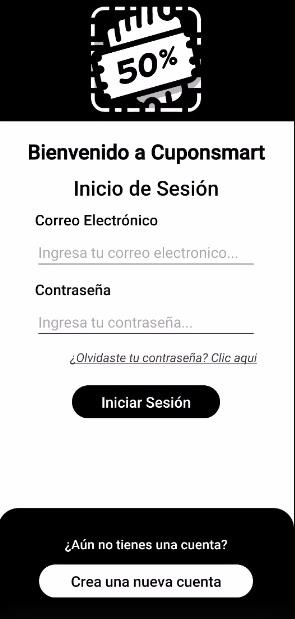 50%
Bienvenido a Cuponsmart
Inicio de Sesión
Correo Electrónico
Ingresa tu correo electronico...
Contraseña
Ingresa tu contraseña...
¿Olvidaste tu contraseña? Clic aqui
Iniciar Sesión
¿Aún no tienes una cuenta?
Crea una nueva cuenta